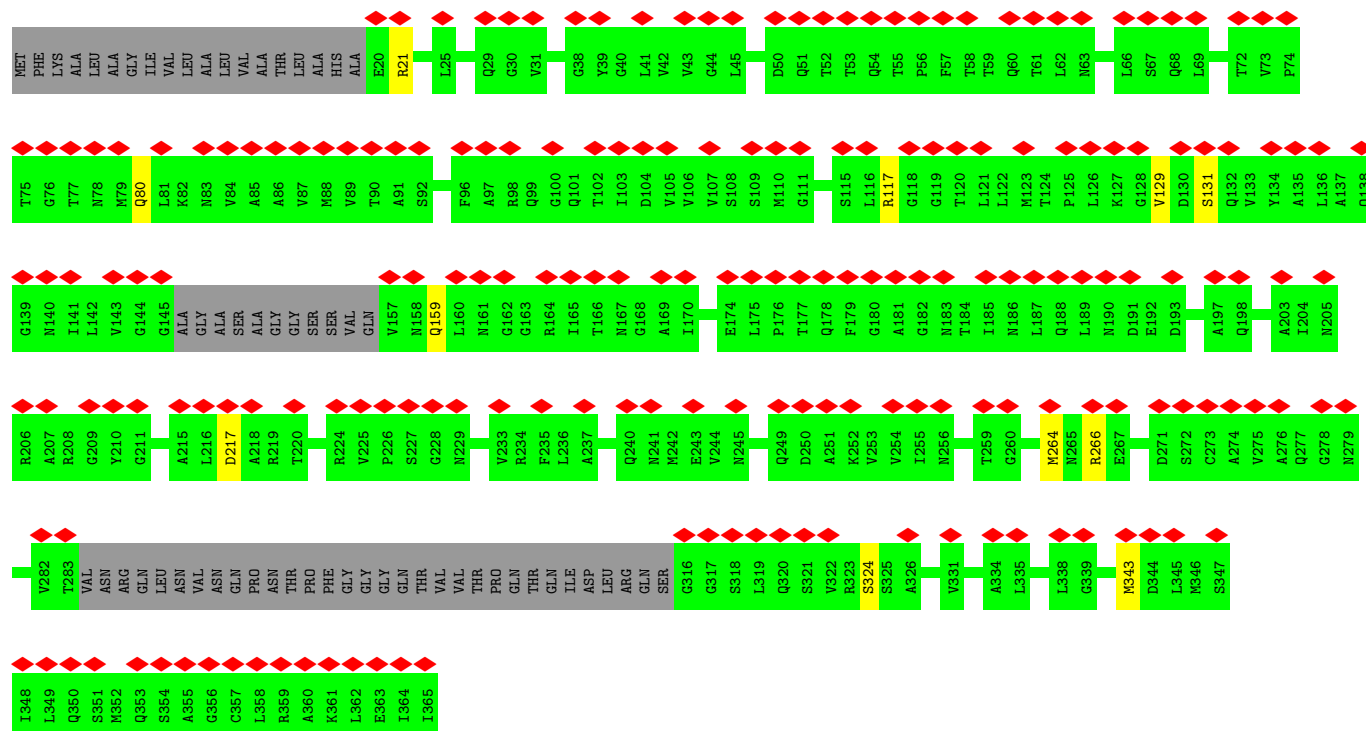 MET PHE LYS ALA LEU ALA GLY ILE VAL LEU ALA LEU VAL ALA THR LEU ALA HIS ALA E20 R21 L25 Q29 G30 V31 G38 Y39 G40 L41 V42 V43 G44 L45 D50 Q51 T52 T53 Q54 T55 P56 F57 T58 T59 Q60 T61 L62 N63 L66 S67 Q68 L69 T72 V73 P74
T75 G76 T77 N78 M79 Q80 L81 K82 N83 V84 A85 A86 V87 M88 V89 T90 A91 S92 F96 A97 R98 Q99 G100 Q101 T102 I103 D104 V105 V106 V107 S108 S109 M110 G111 S115 L116 R117 G118 G119 T120 L121 L122 M123 T124 P125 L126 K127 G128 V129 D130 S131 Q132 V133 Y134 A135 L136 A137 Q138
G139 N140 I141 L142 V143 G144 G145 ALA GLY ALA SER ALA GLY GLY SER SER VAL GLN V157 N158 Q159 L160 N161 G162 G163 R164 I165 T166 N167 G168 A169 I170 E174 L175 P176 T177 Q178 F179 G180 A181 G182 N183 T184 I185 N186 L187 Q188 L189 N190 D191 E192 D193 A197 Q198 A203 I204 N205
R206 A207 R208 G209 Y210 G211 A215 L216 D217 A218 R219 T220 R224 V225 P226 S227 G228 N229 V233 R234 F235 L236 A237 Q240 N241 M242 E243 V244 N245 Q249 D250 A251 K252 V253 V254 I255 N256 T259 G260 M264 N265 R266 E267 D271 S272 C273 A274 V275 A276 Q277 G278 N279
V282 T283 VAL ASN ARG GLN LEU ASN VAL ASN GLN PRO ASN THR PRO PHE GLY GLY GLY GLN THR VAL VAL THR PRO GLN THR GLN ILE ASP LEU ARG GLN SER G316 G317 S318 L319 Q320 S321 V322 R323 S324 S325 A326 V331 A334 L335 L338 G339 M343 D344 L345 M346 S347
I348 L349 Q350 S351 M352 Q353 S354 A355 G356 C357 L358 R359 A360 K361 L362 E363 I364 I365